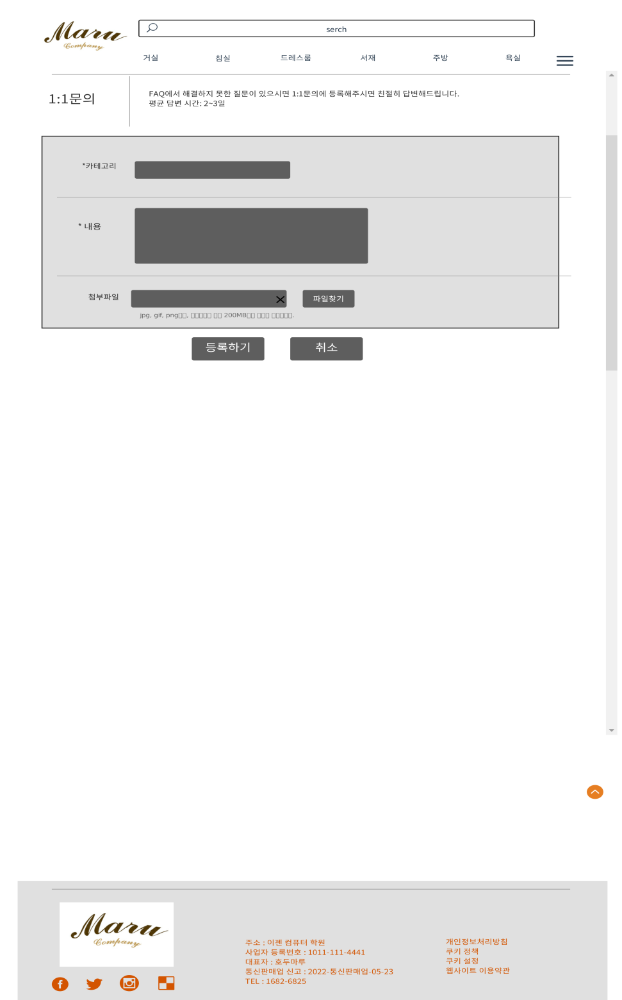 Maru
Company
serch
거실 침실 드레스룸 서재 주방 욕실
1:1문의
FAQ에서 해결하지 못한 질문이 있으시면 1:1문의에 등록해주시면 친절히 답변해드립니다.
평균 답변 시간: 2~3일
*카테고리
* 내용
첨부파일
파일찾기
jpg, gif, png
200MB
등록하기 취소
Maru
Company
주소 : 이젠 컴퓨터 학원
사업자 등록번호 : 1011-111-4441
대표자 : 호두마루
통신판매업 신고 : 2022-통신판매업-05-23
TEL : 1682-6825
개인정보처리방침
쿠키 정책
쿠키 설정
웹사이트 이용약관